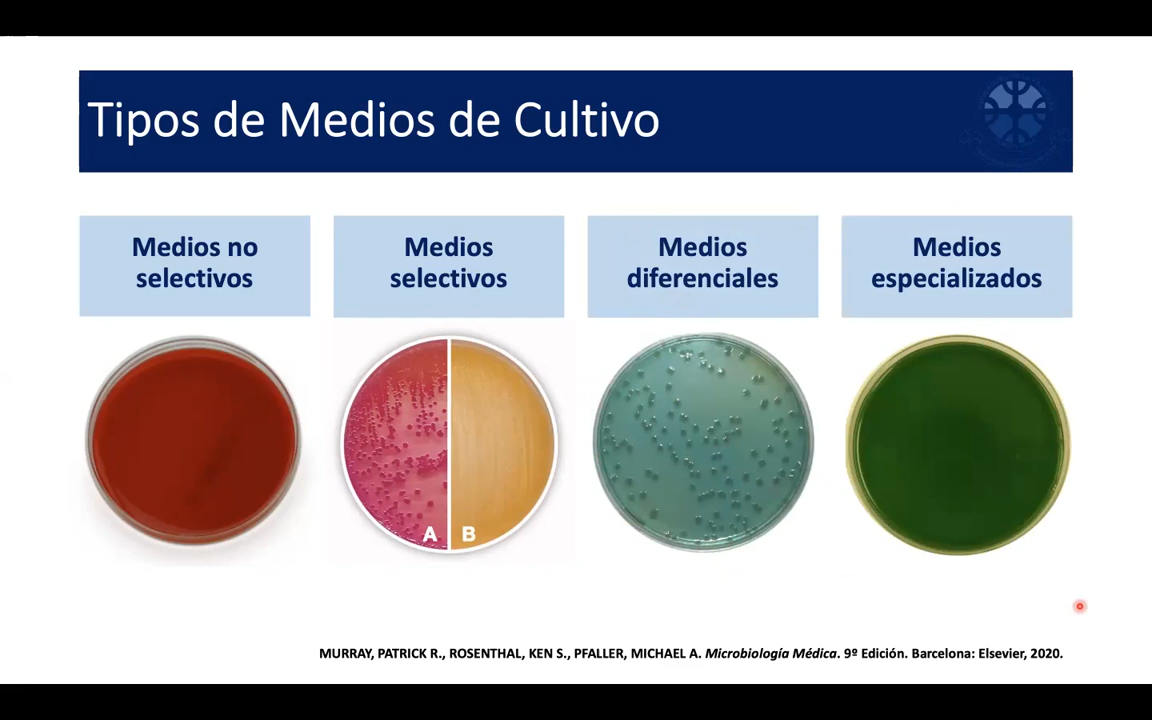 Tipos de Medios de Cultivo
Medios no
selectivos
Medios
selectivos
Medios
diferenciales
Medios
especializados
A
B
MURRAY, PATRICK R., ROSENTHAL, KEN S., PFALLER, MICHAEL A. Microbiología Médica. 9º Edición. Barcelona: Elsevier, 2020.